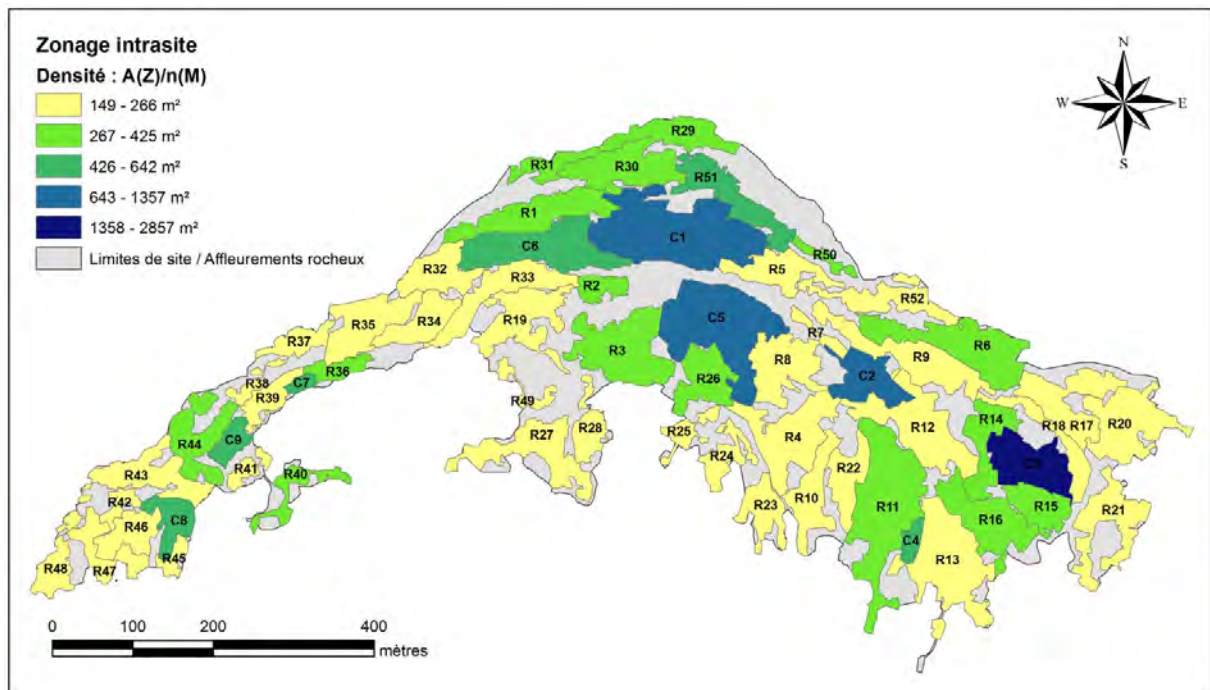 Zonage intrasite
Densité : A(Z)/n(M)
149 - 266 m²
267 - 425 m²
426 - 642 m²
643 - 1357 m²
1358 - 2857 m²
Limites de site / Affleurements rocheux
N
W E
S
R29
R31
R30
R51
R1
C6
C1
R50
R32
R33
R5
R2
R52
R35
R34
R19
C5
R7
R37
R3
R6
R36
R8
R9
C7
R38
R26
C2
R39
R49
R14
R18
R17
R20
R44
C9
R27
R28
R25
R4
R12
R24
R43
R41
R40
R22
R42
R23
R10
R11
R15
R21
R46
C8
R16
C4
R48
R47
R45
R13
0 100 200 400
mètres